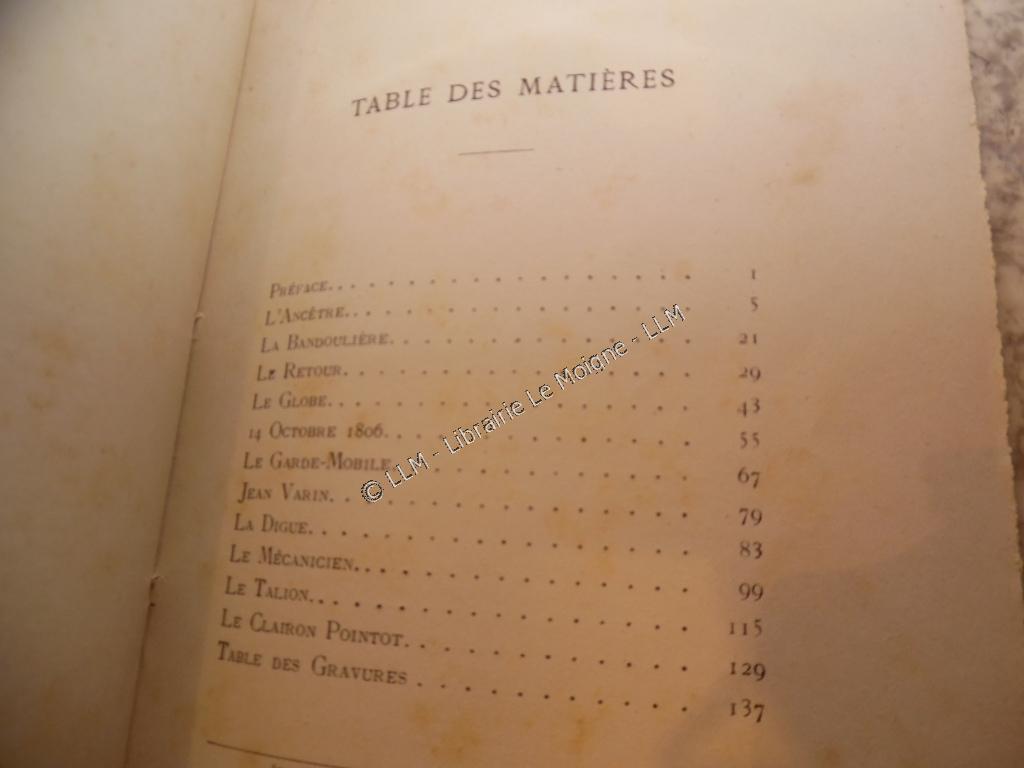 TABLE DES MATIÈRES
PRÉFACE. . . . . . . . . . . . . . . . . 1
L'ANCÊTRE. . . . . . . . . . . . . . . . 5
LA BANDOULIÈRE. . . . . . . . . . . . . . 21
LE RETOUR. . . . . . . . . . . . . . . . 29
LE GLOBE. . . . . . . . . . . . . . . . . 43
14 OCTOBRE 1806. . . . . . . . . . . . . . 55
LE GARDE-MOBILE. . . . . . . . . . . . . . 67
JEAN VARIN. . . . . . . . . . . . . . . . 79
LA DIGUE. . . . . . . . . . . . . . . . . 83
LE MÉCANICIEN. . . . . . . . . . . . . . . 99
LE TALION. . . . . . . . . . . . . . . . . 115
LE CLAIRON POINTOT. . . . . . . . . . . . . 129
TABLE DES GRAVURES . . . . . . . . . . . . 137
© LLM - Librairie Le Moigne - LLM